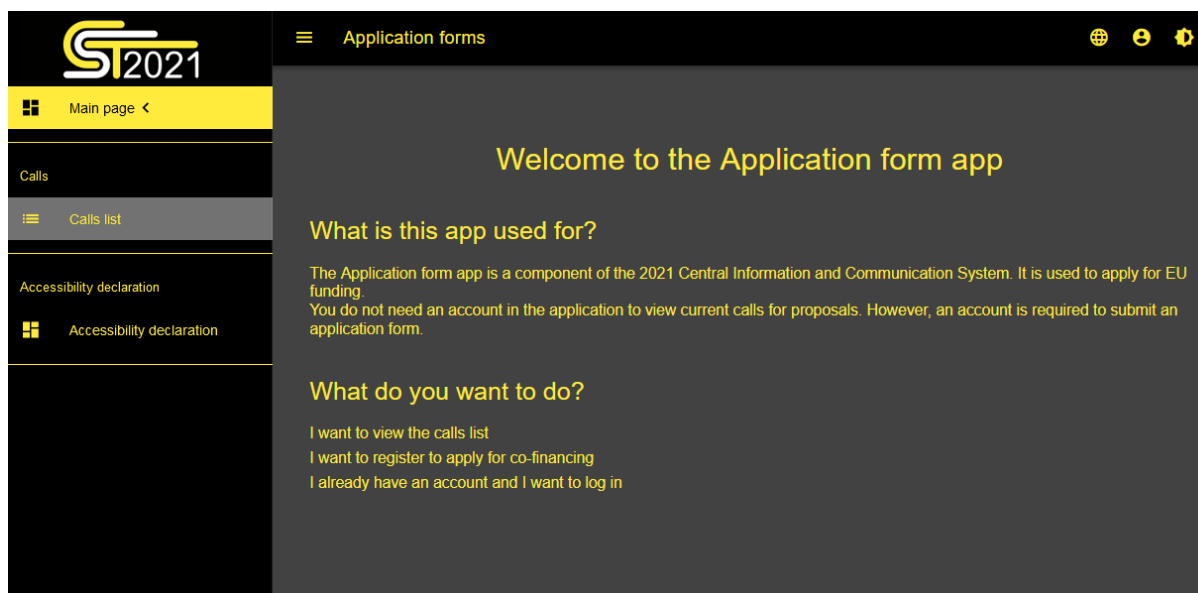 CST2021
Application forms
Main page
Calls
Calls list
Accessibility declaration
Accessibility declaration
Welcome to the Application form app
What is this app used for?
The Application form app is a component of the 2021 Central Information and Communication System. It is used to apply for EU
funding.
You do not need an account in the application to view current calls for proposals. However, an account is required to submit an
application form.
What do you want to do?
I want to view the calls list
I want to register to apply for co-financing
I already have an account and I want to log in